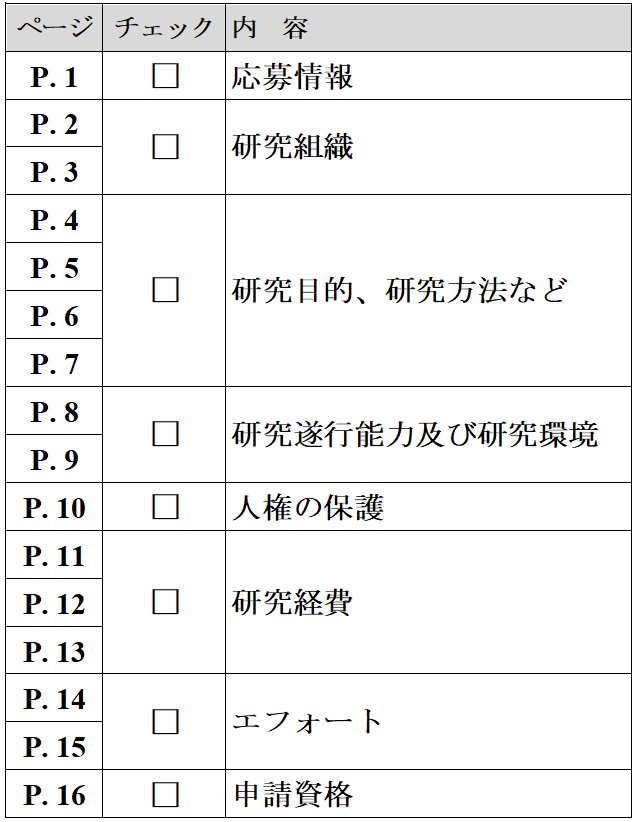 ページ チェック 内　容
P. 1 □ 応募情報
P. 2
□ 研究組織
P. 3
P. 4
P. 5
□ 研究目的、研究方法など
P. 6
P. 7
P. 8
□ 研究遂行能力及び研究環境
P. 9
P. 10 □ 人権の保護
P. 11
P. 12 □ 研究経費
P. 13
P. 14
□ エフォート
P. 15
P. 16 □ 申請資格